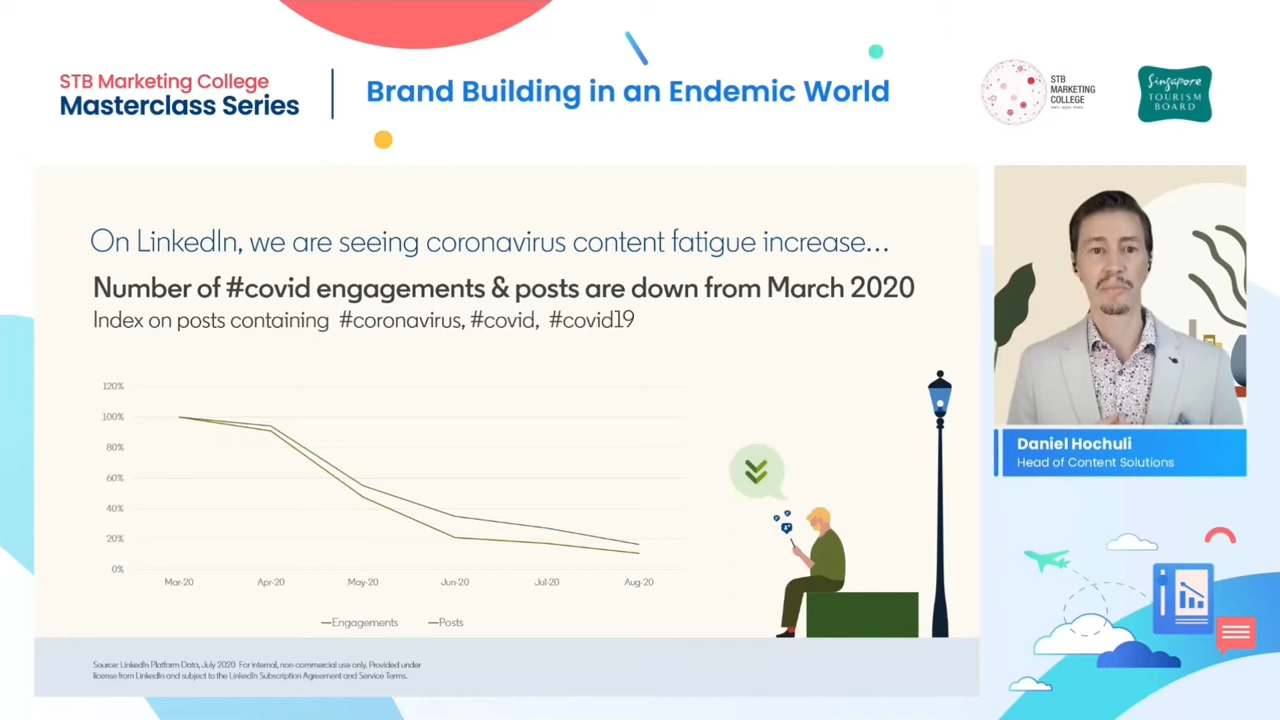 STB Marketing College
Masterclass Series
Brand Building in an Endemic World
STB
MARKETING
COLLEGE
Singapore
TOURISM
BOARD
On LinkedIn, we are seeing coronavirus content fatigue increase...
Number of #covid engagements & posts are down from March 2020
Index on posts containing #coronavirus, #covid, #covid19
120%
100%
80%
60%
40%
20%
0%
Mar-20 Apr-20 May-20 Jun-20 Jul-20 Aug-20
Engagements Posts
Source: LinkedIn Platform Data, July 2020 For internal, non-commercial use only. Provided under
license from LinkedIn and subject to the LinkedIn Subscription Agreement and Service Terms.
Daniel Hochuli
Head of Content Solutions